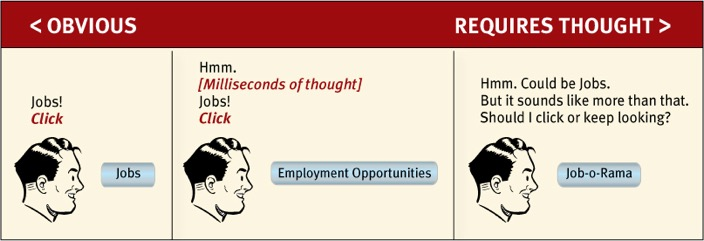 < OBVIOUS
REQUIRES THOUGHT >
Jobs!
Click
Jobs
Hmm.
[Milliseconds of thought]
Jobs!
Click
Employment Opportunities
Hmm. Could be Jobs.
But it sounds like more than that.
Should I click or keep looking?
Job-o-Rama